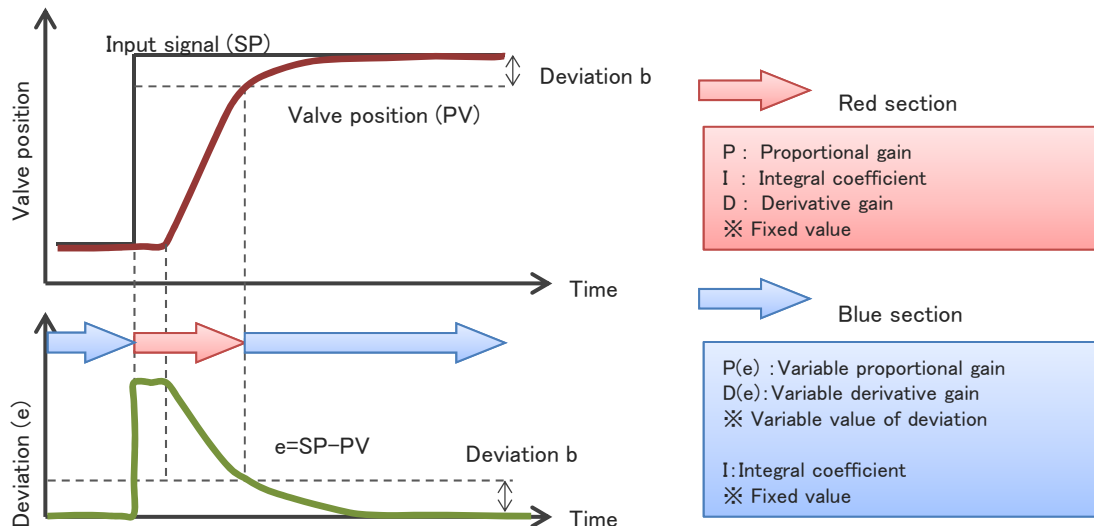 Input signal (SP)
Deviation b
Valve position (PV)
Valve position
Time
Red section
P : Proportional gain
I : Integral coefficient
D : Derivative gain
※ Fixed value
Blue section
P(e) :Variable proportional gain
D(e):Variable derivative gain
※ Variable value of deviation
I:Integral coefficient
※ Fixed value
e=SP-PV
Deviation b
Deviation (e)
Time